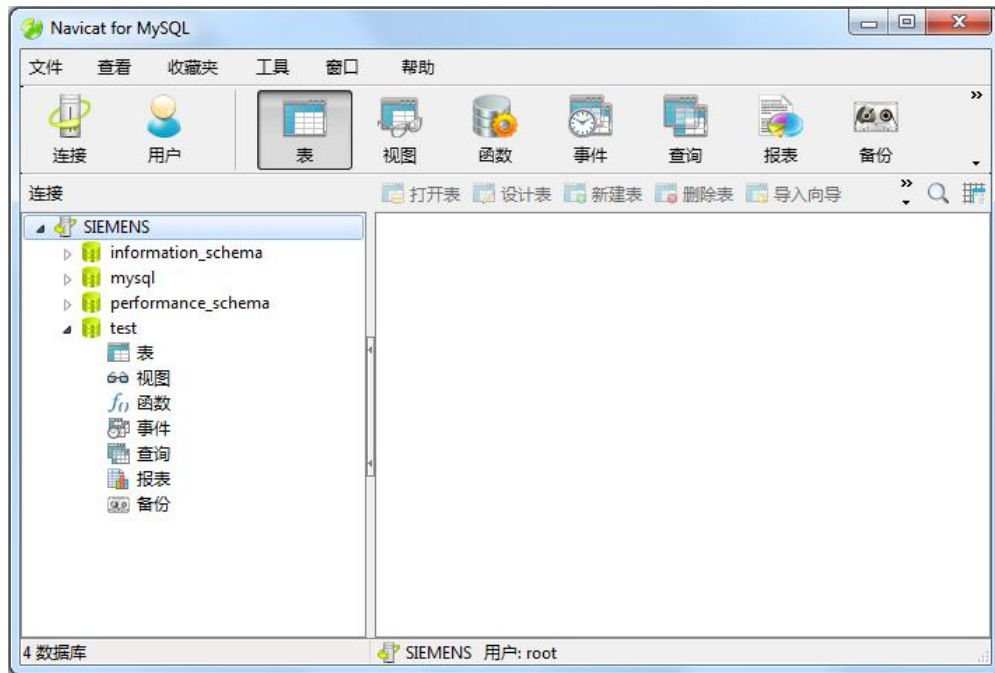 Navicat for MySQL
文件 查看 收藏夹 工具 窗口 帮助
连接 用户 表 视图 函数 事件 查询 报表 备份
连接 打开表 设计表 新建表 删除表 导入向导
SIEMENS
information_schema
mysql
performance_schema
test
表
视图
f() 函数
事件
查询
报表
备份
4 数据库 SIEMENS 用户: root